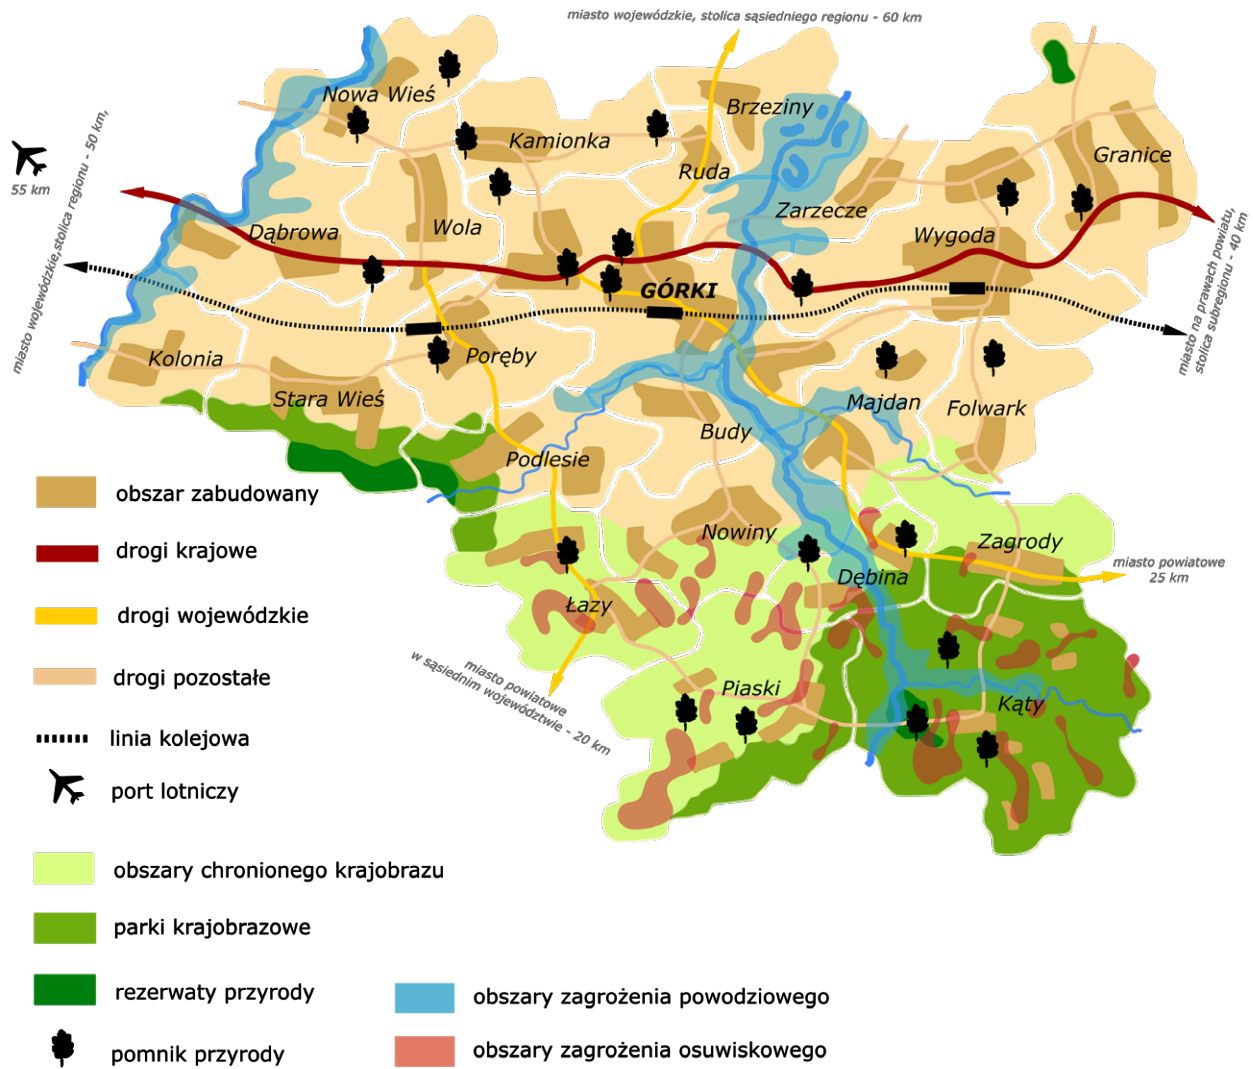 miasto wojewódzkie, stolica sąsiedniego regionu - 60 km
miasto wojewódzkie,stolica regionu - 50 km,
55 km
Nowa Wieś
Kamionka
Brzeziny
Ruda
Granice
Zarzecze
Dąbrowa
Wola
Wygoda
GÓRKI
miasto na prawach powiatu,
stolica subregionu - 40 km
Kolonia
Poręby
Stara Wieś
Majdan
Folwark
Budy
Podlesie
Nowiny
Zagrody
Dębina
miasto powiatowe
25 km
Łazy
miasto powiatowe
w sąsiednim województwie - 20 km
Piaski
Kąty
obszar zabudowany
drogi krajowe
drogi wojewódzkie
drogi pozostałe
linia kolejowa
port lotniczy
obszary chronionego krajobrazu
parki krajobrazowe
rezerwaty przyrody
pomnik przyrody
obszary zagrożenia powodziowego
obszary zagrożenia osuwiskowego